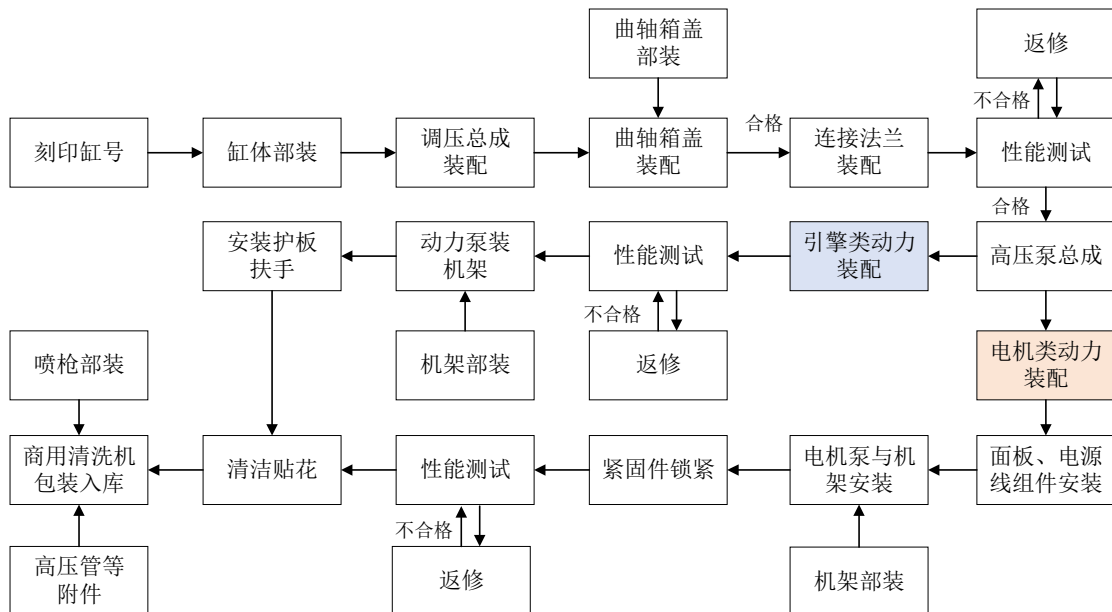 曲轴箱盖
部装
返修
不合格
刻印缸号
缸体部装
调压总成
装配
曲轴箱盖
装配
合格
连接法兰
装配
性能测试
合格
安装护板
扶手
动力泵装
机架
性能测试
引擎类动力
装配
高压泵总成
不合格
喷枪部装
机架部装
返修
电机类动力
装配
商用清洗机
包装入库
清洁贴花
性能测试
紧固件锁紧
电机泵与机
架安装
面板、电源
线组件安装
不合格
高压管等
附件
返修
机架部装